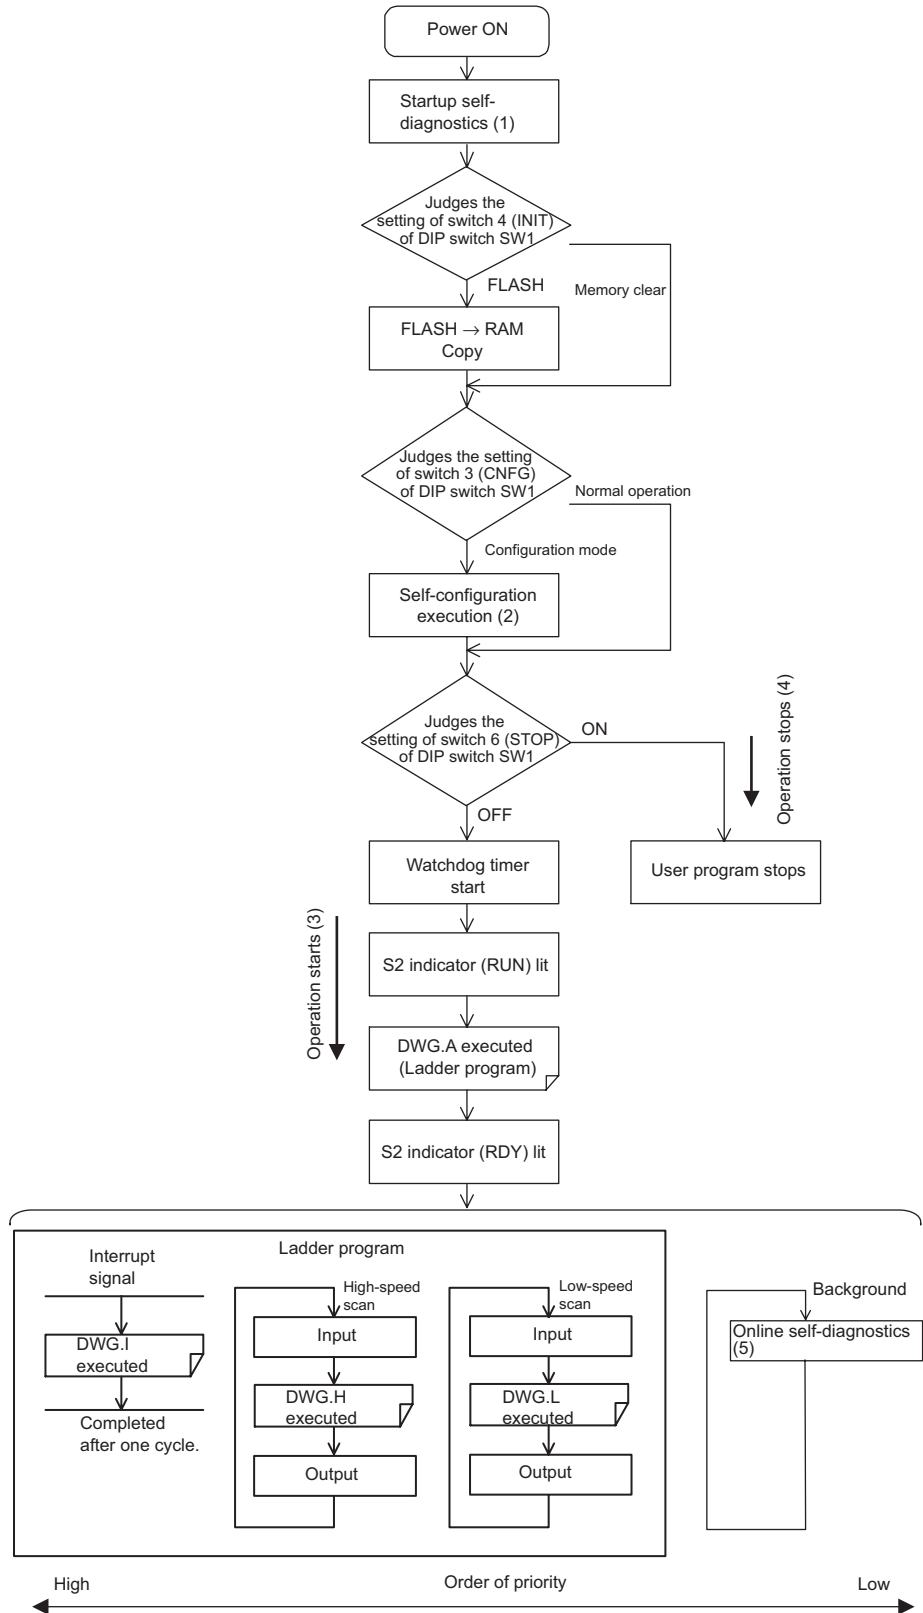 Power ON
Startup self-
diagnostics (1)
Judges the
setting of switch 4 (INIT)
of DIP switch SW1
FLASH
Memory clear
FLASH → RAM
Copy
Judges the setting
of switch 3 (CNFG)
of DIP switch SW1
Normal operation
Configuration mode
Self-configuration
execution (2)
Judges the
setting of switch 6 (STOP)
of DIP switch SW1
ON
OFF
Operation stops (4)
Watchdog timer
start
User program stops
Operation starts (3)
S2 indicator (RUN) lit
DWG.A executed
(Ladder program)
S2 indicator (RDY) lit
Ladder program
Interrupt
signal
DWG.I
executed
Completed
after one cycle.
High-speed
scan
Input
DWG.H
executed
Output
Low-speed
scan
Input
DWG.L
executed
Output
Background
Online self-diagnostics
(5)
High
Order of priority
Low